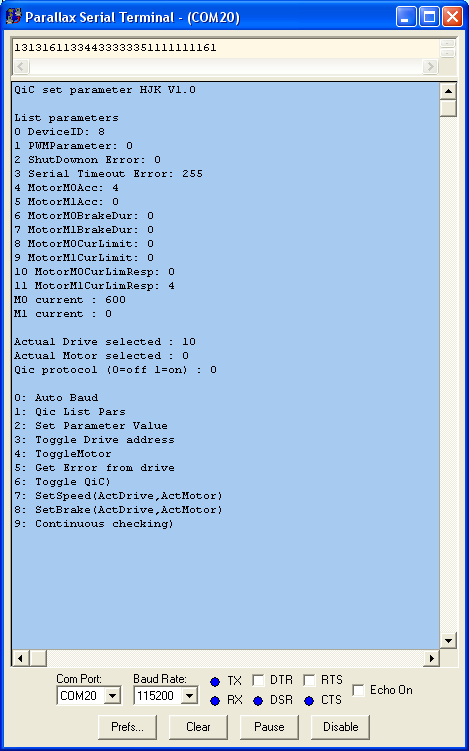 Parallax Serial Terminal - (COM20)
1313161133443333333511111111161
QiC set parameter HJK V1.0
List parameters
0 DeviceID: 8
1 PWMParameter: 0
2 ShutDownon Error: 0
3 Serial Timeout Error: 255
4 MotorM0Acc: 4
5 MotorM1Acc: 0
6 MotorM0BrakeDur: 0
7 MotorM1BrakeDur: 0
8 MotorM0CurLimit: 0
9 MotorM1CurLimit: 0
10 MotorM0CurLimResp: 0
11 MotorM1CurLimResp: 4
M0 current : 600
M1 current : 0
Actual Drive selected : 10
Actual Motor selected : 0
Qic protocol (0=off 1=on) : 0
0: Auto Baud
1: Qic List Pars
2: Set Parameter Value
3: Toggle Drive address
4: ToggleMotor
5: Get Error from drive
6: Toggle QiC)
7: SetSpeed(ActDrive,ActMotor)
8: SetBrake(ActDrive,ActMotor)
9: Continuous checking)
Com Port: Baud Rate: TX DTR RTS
COM20 115200 RX DSR CTS Echo On
Prefs... Clear Pause Disable